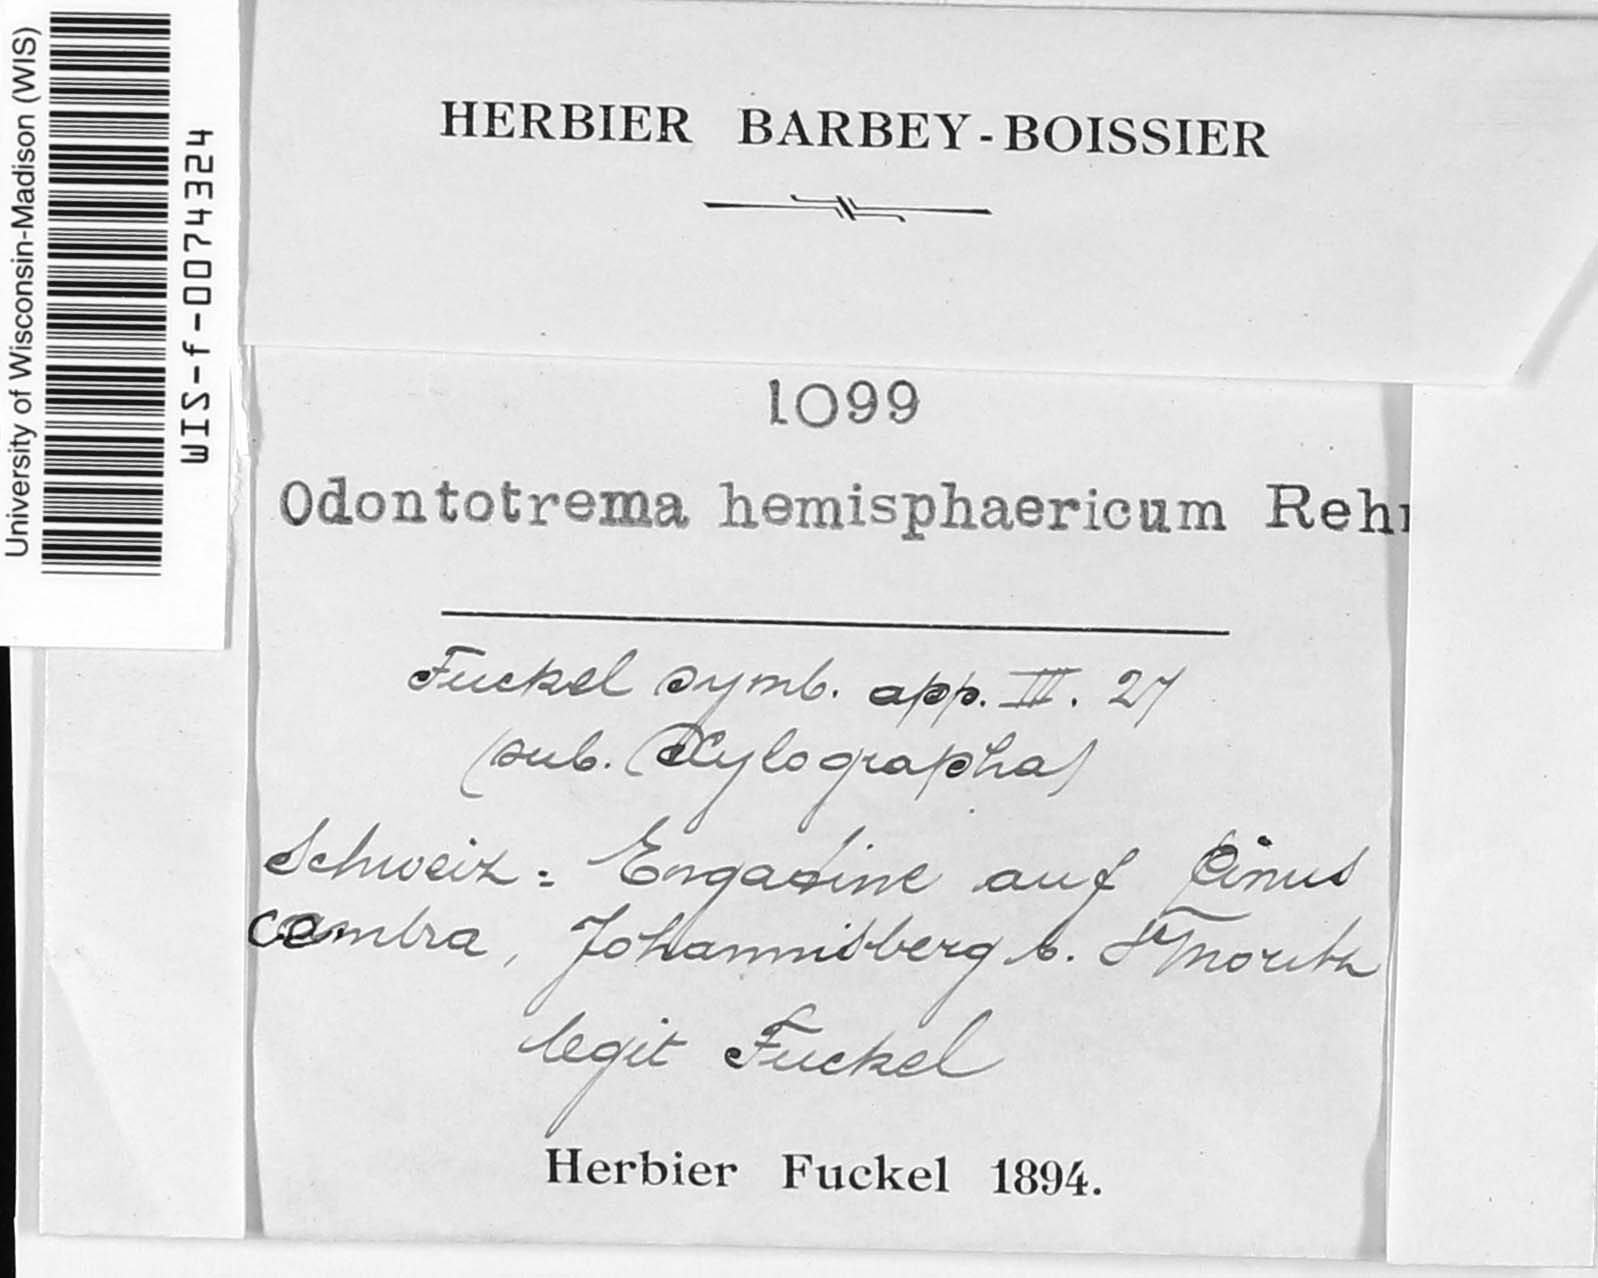 University of Wisconsin-Madison (WIS)
WIS-f-0074324
HERBIER BARBEY-BOISSIER
1099
Odontotrema hemisphaericum Reh
Fuckel symb. app. III. 27
(sub. Xylographa)
Schweiz: Engadine auf Pinus
cembra, Johannisberg b. St Moritz
legit Fuckel
Herbier Fuckel 1894.